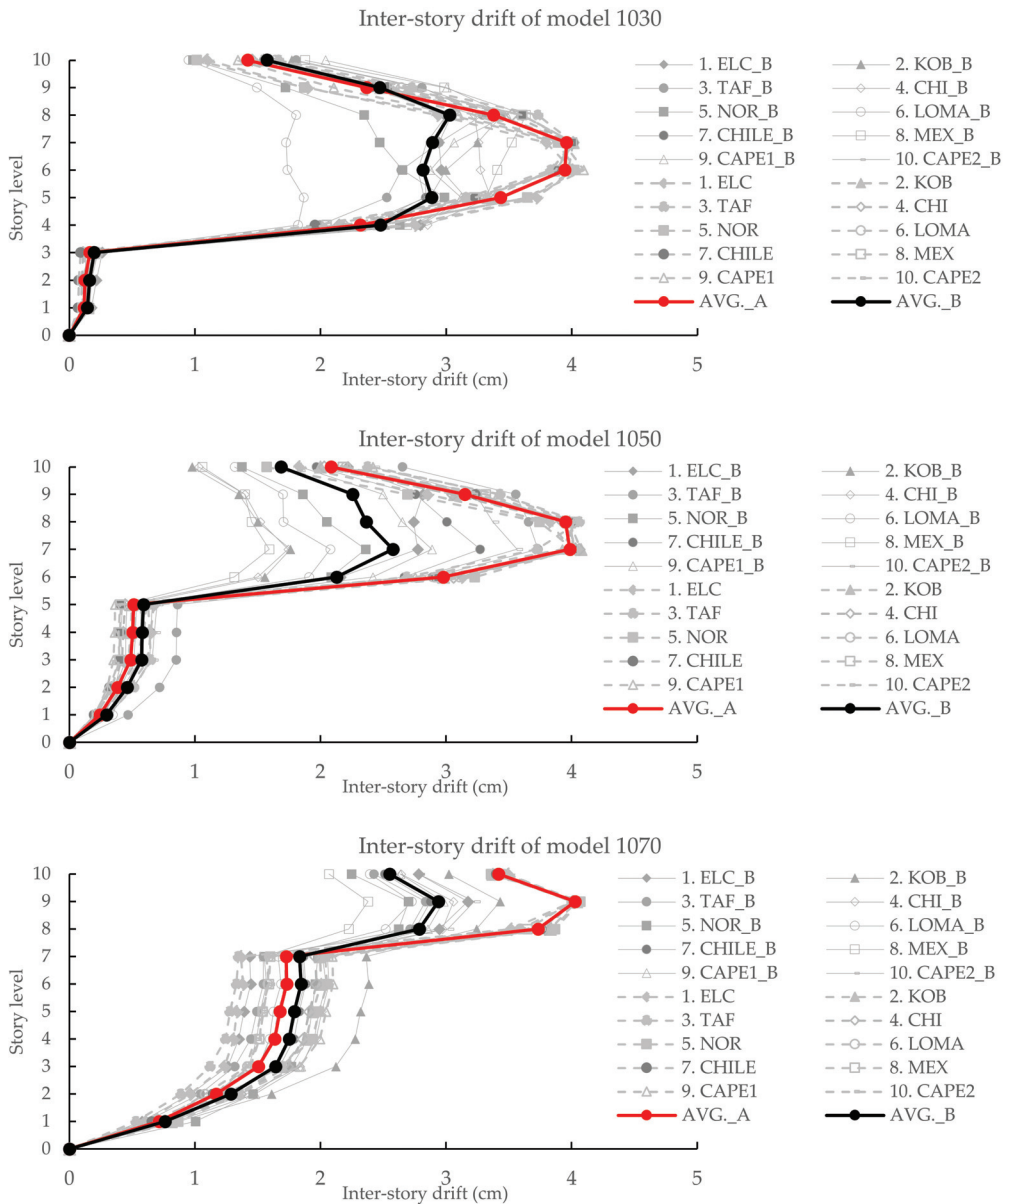 Inter-story drift of model 1030
Story level
10
9
8
7
6
5
4
3
2
1
0
0 1 2 3 4 5
Inter-story drift (cm)
1. ELC_B 2. KOB_B
3. TAF_B 4. CHI_B
5. NOR_B 6. LOMA_B
7. CHILE_B 8. MEX_B
9. CAPE1_B 10. CAPE2_B
1. ELC 2. KOB
3. TAF 4. CHI
5. NOR 6. LOMA
7. CHILE 8. MEX
9. CAPE1 10. CAPE2
AVG._A AVG._B
Inter-story drift of model 1050
Story level
10
9
8
7
6
5
4
3
2
1
0
0 1 2 3 4 5
Inter-story drift (cm)
1. ELC_B 2. KOB_B
3. TAF_B 4. CHI_B
5. NOR_B 6. LOMA_B
7. CHILE_B 8. MEX_B
9. CAPE1_B 10. CAPE2_B
1. ELC 2. KOB
3. TAF 4. CHI
5. NOR 6. LOMA
7. CHILE 8. MEX
9. CAPE1 10. CAPE2
AVG._A AVG._B
Inter-story drift of model 1070
Story level
10
9
8
7
6
5
4
3
2
1
0
0 1 2 3 4 5
Inter-story drift (cm)
1. ELC_B 2. KOB_B
3. TAF_B 4. CHI_B
5. NOR_B 6. LOMA_B
7. CHILE_B 8. MEX_B
9. CAPE1_B 10. CAPE2_B
1. ELC 2. KOB
3. TAF 4. CHI
5. NOR 6. LOMA
7. CHILE 8. MEX
9. CAPE1 10. CAPE2
AVG._A AVG._B